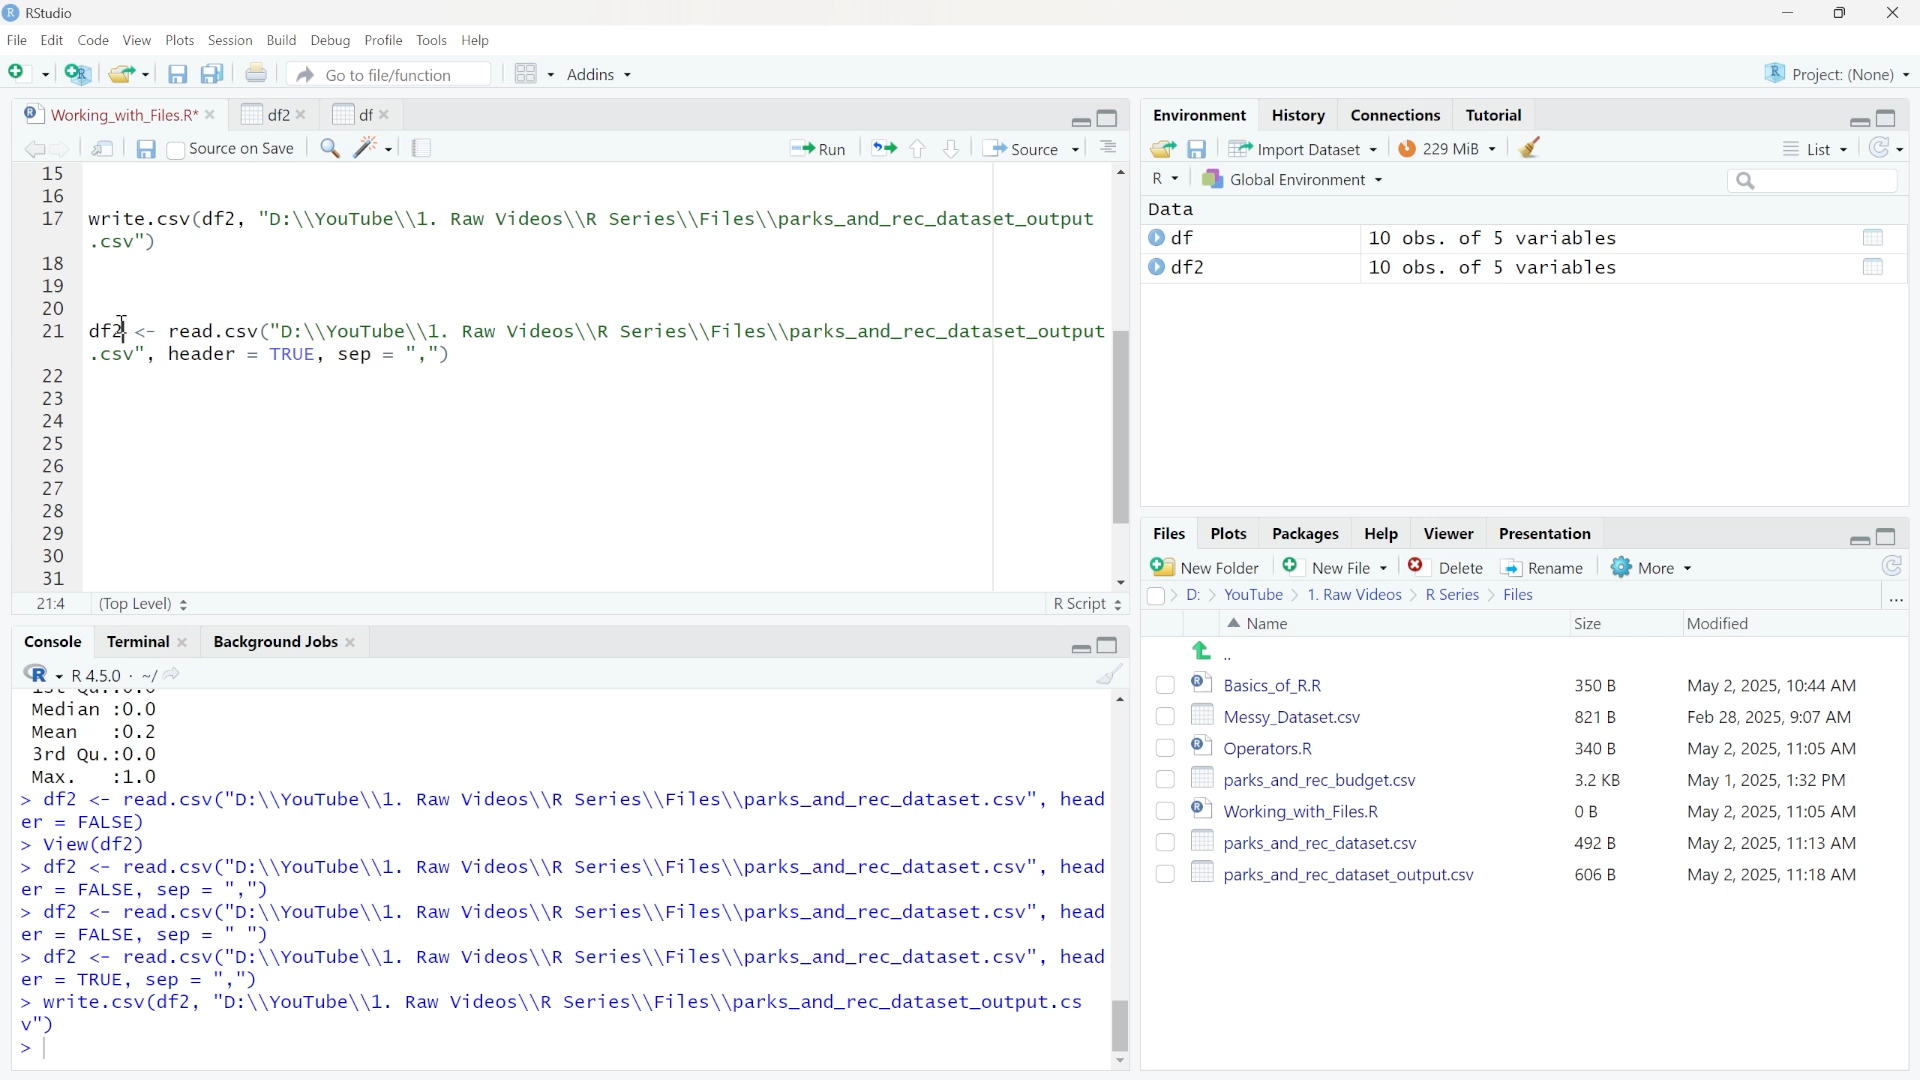 RStudio
File Edit Code View Plots Session Build Debug Profile Tools Help
Go to file/function Addins Project: (None)
Working_with_Files.R* df2 df
Source on Save Run Source
15
16
17 write.csv(df2, "D:\\YouTube\\1. Raw Videos\\R Series\\Files\\parks_and_rec_dataset_output
.csv")
18
19
20
21 df2 <- read.csv("D:\\YouTube\\1. Raw Videos\\R Series\\Files\\parks_and_rec_dataset_output
.csv", header = TRUE, sep = ",")
22
23
24
25
26
27
28
29
30
31
21:4 (Top Level) R Script
Console Terminal Background Jobs
R 4.5.0 · ~/
Median :0.0
Mean :0.2
3rd Qu.:0.0
Max. :1.0
> df2 <- read.csv("D:\\YouTube\\1. Raw Videos\\R Series\\Files\\parks_and_rec_dataset.csv", head
er = FALSE)
> View(df2)
> df2 <- read.csv("D:\\YouTube\\1. Raw Videos\\R Series\\Files\\parks_and_rec_dataset.csv", head
er = FALSE, sep = ",")
> df2 <- read.csv("D:\\YouTube\\1. Raw Videos\\R Series\\Files\\parks_and_rec_dataset.csv", head
er = FALSE, sep = " ")
> df2 <- read.csv("D:\\YouTube\\1. Raw Videos\\R Series\\Files\\parks_and_rec_dataset.csv", head
er = TRUE, sep = ",")
> write.csv(df2, "D:\\YouTube\\1. Raw Videos\\R Series\\Files\\parks_and_rec_dataset_output.cs
v")
>
Environment History Connections Tutorial
Import Dataset 229 MiB List
R Global Environment
Data
df 10 obs. of 5 variables
df2 10 obs. of 5 variables
Files Plots Packages Help Viewer Presentation
New Folder New File Delete Rename More
D: YouTube 1. Raw Videos R Series Files ...
Name Size Modified
..
Basics_of_R.R 350 B May 2, 2025, 10:44 AM
Messy_Dataset.csv 821 B Feb 28, 2025, 9:07 AM
Operators.R 340 B May 2, 2025, 11:05 AM
parks_and_rec_budget.csv 3.2 KB May 1, 2025, 1:32 PM
Working_with_Files.R 0 B May 2, 2025, 11:05 AM
parks_and_rec_dataset.csv 492 B May 2, 2025, 11:13 AM
parks_and_rec_dataset_output.csv 606 B May 2, 2025, 11:18 AM